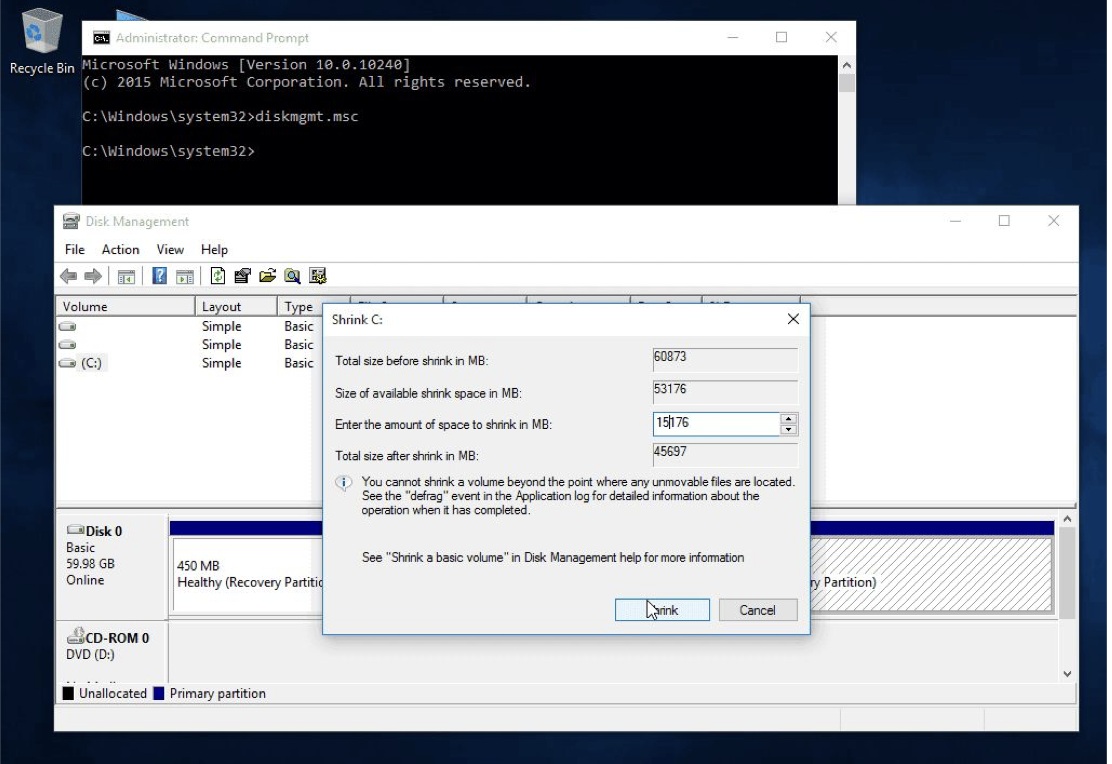 Recycle Bin
Administrator: Command Prompt
Microsoft Windows [Version 10.0.10240]
(c) 2015 Microsoft Corporation. All rights reserved.
C:\Windows\system32>diskmgmt.msc
C:\Windows\system32>
Disk Management
File Action View Help
Volume Layout Type
Simple Basic
Simple Basic
(C:) Simple Basic
Shrink C:
Total size before shrink in MB: 60873
Size of available shrink space in MB: 53176
Enter the amount of space to shrink in MB: 15176
Total size after shrink in MB: 45697
You cannot shrink a volume beyond the point where any unmovable files are located.
See the "defrag" event in the Application log for detailed information about the
operation when it has completed.
See "Shrink a basic volume" in Disk Management help for more information
Cancel
Disk 0
Basic
59.98 GB
Online
450 MB
Healthy (Recovery Partitio
ry Partition)
CD-ROM 0
DVD (D:)
Unallocated Primary partition